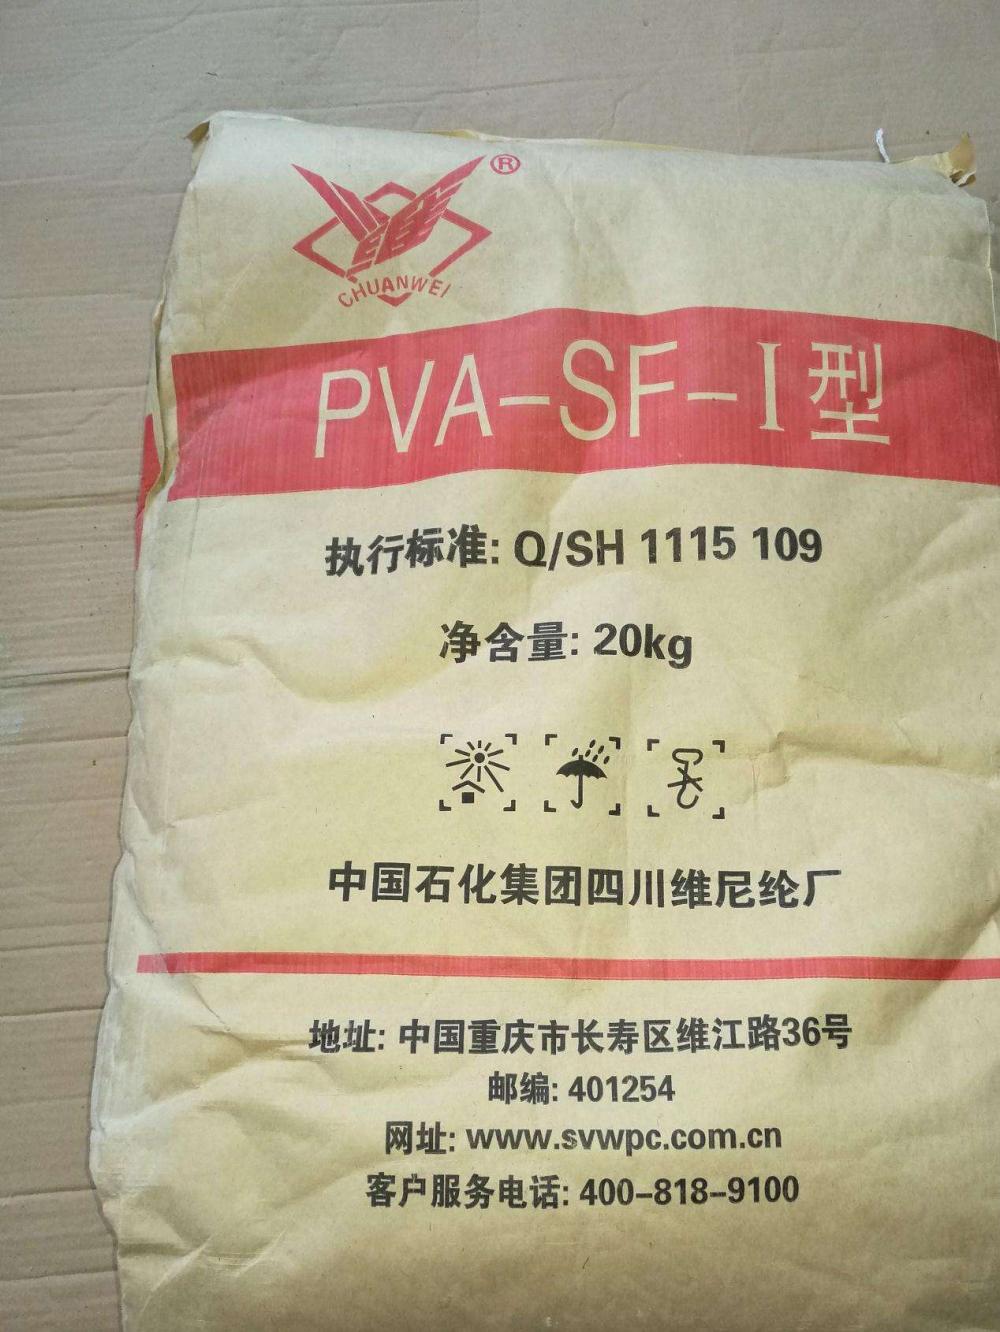 ®
CHUANWEI
PVA-SF-I型
执行标准: Q/SH 1115 109
净含量: 20kg
中国石化集团四川维尼纶厂
地址: 中国重庆市长寿区维江路36号
邮编: 401254
网址: www.svwpc.com.cn
客户服务电话: 400-818-9100